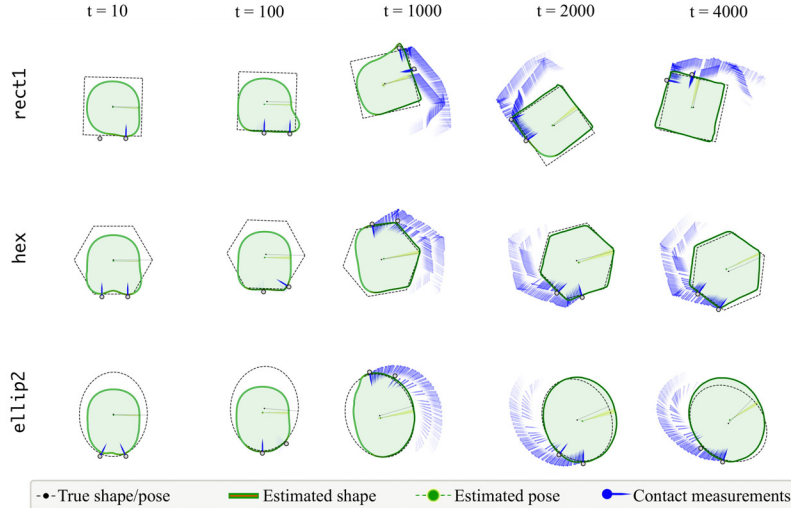 t = 10 t = 100 t = 1000 t = 2000 t = 4000
rect1
hex
ellip2
True shape/pose Estimated shape Estimated pose Contact measurements